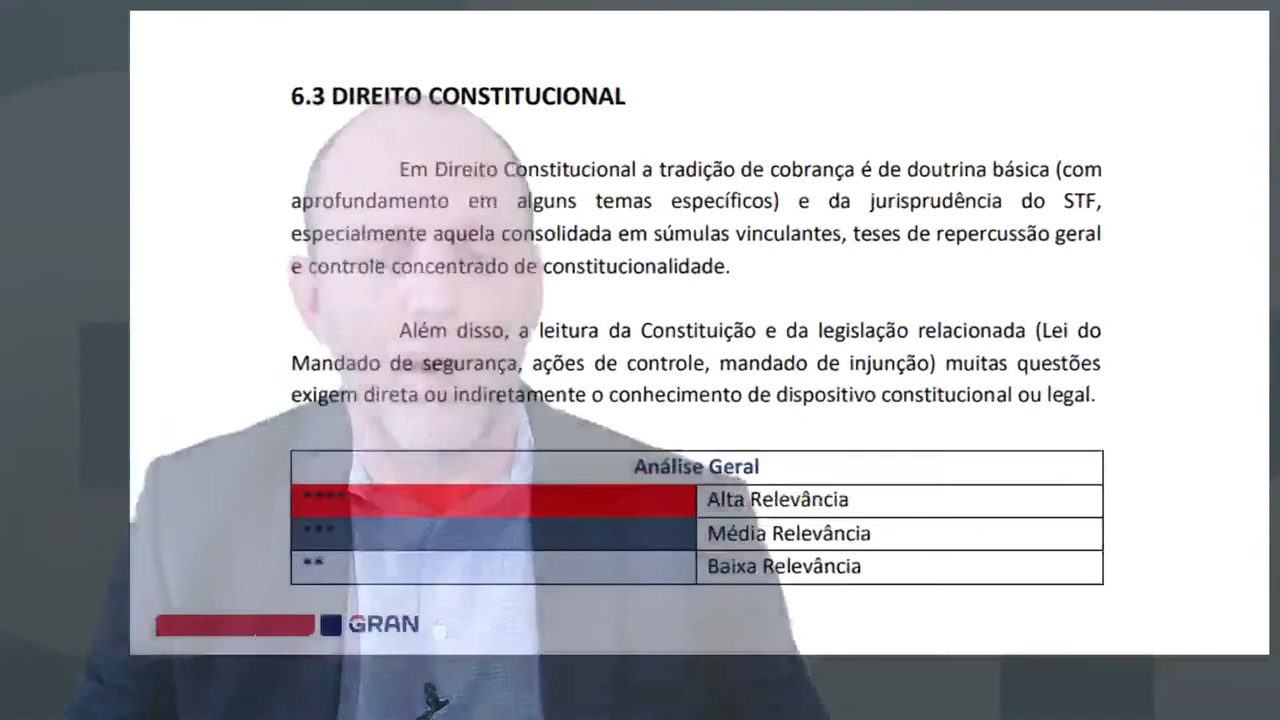 6.3 DIREITO CONSTITUCIONAL
Em Direito Constitucional a tradição de cobrança é de doutrina básica (com
aprofundamento em alguns temas específicos) e da jurisprudência do STF,
especialmente aquela consolidada em súmulas vinculantes, teses de repercussão geral
e controle concentrado de constitucionalidade.
Além disso, a leitura da Constituição e da legislação relacionada (Lei do
Mandado de segurança, ações de controle, mandado de injunção) muitas questões
exigem direta ou indiretamente o conhecimento de dispositivo constitucional ou legal.
Análise Geral
**** Alta Relevância
*** Média Relevância
** Baixa Relevância
GRAN